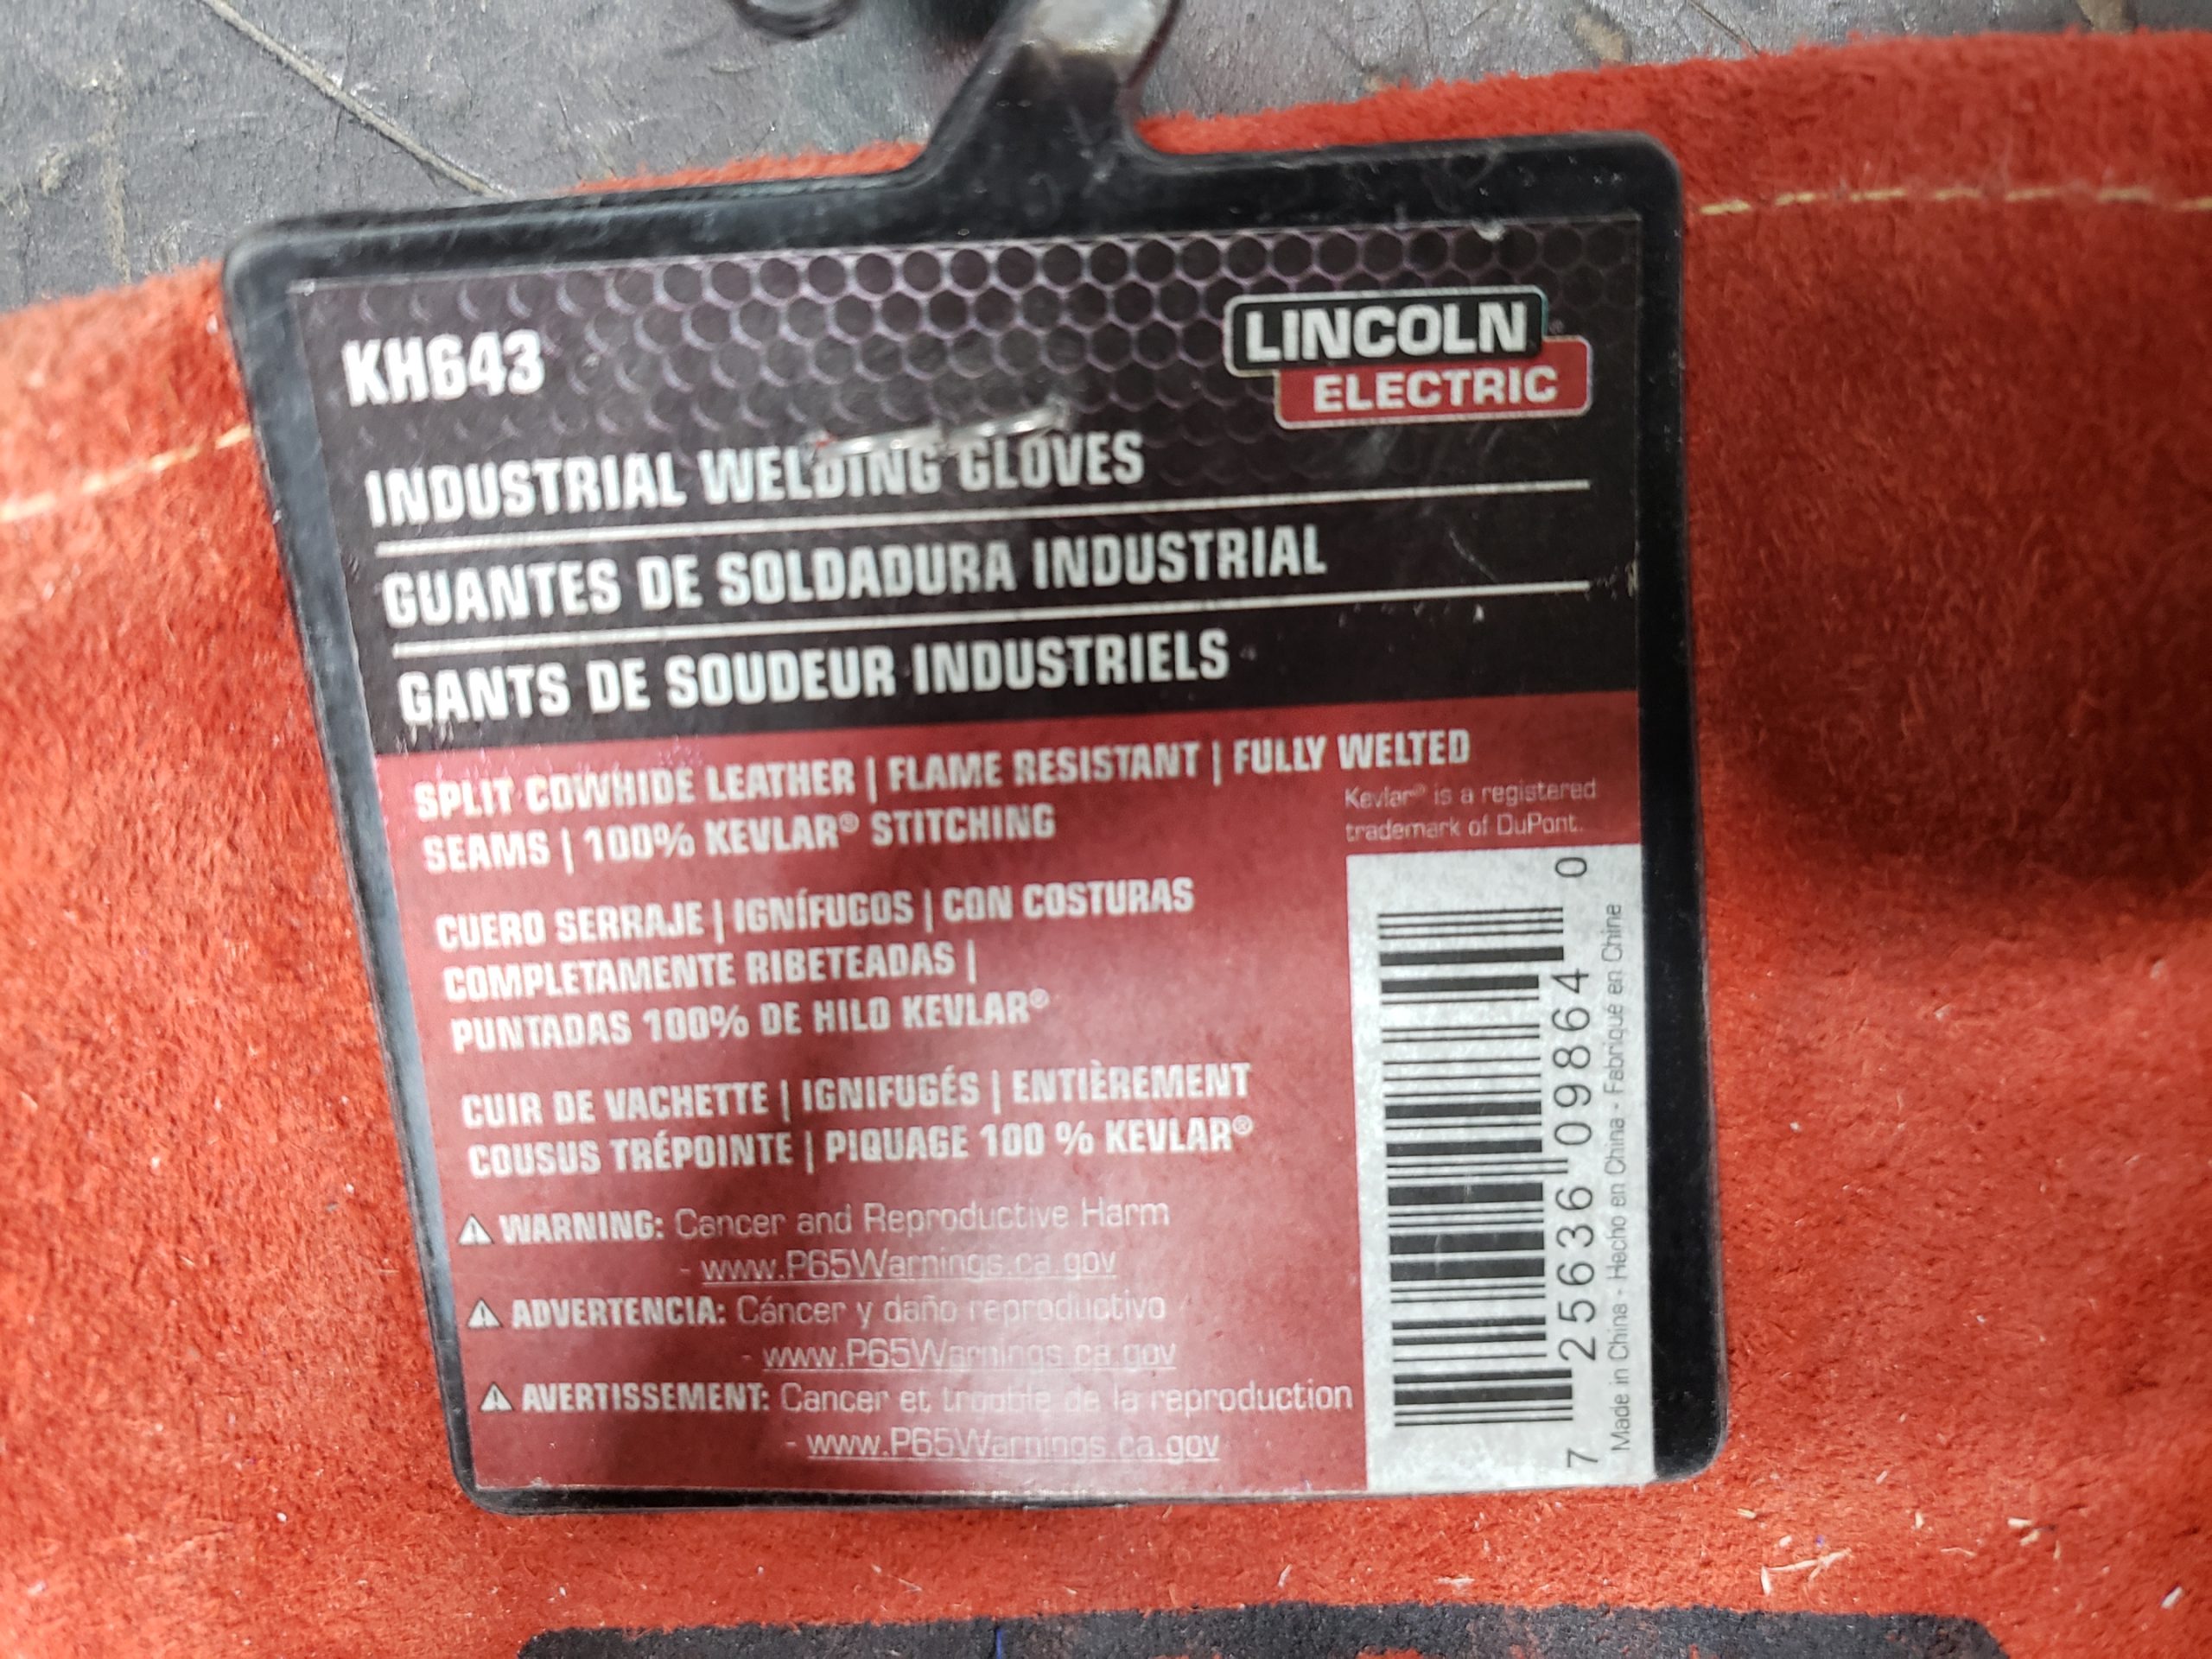 KH643
LINCOLN
ELECTRIC
INDUSTRIAL WELDING GLOVES
GUANTES DE SOLDADURA INDUSTRIAL
GANTS DE SOUDEUR INDUSTRIELS
SPLIT COWHIDE LEATHER | FLAME RESISTANT | FULLY WELTED
SEAMS | 100% KEVLAR® STITCHING
Kevlar® is a registered
trademark of DuPont.
CUERO SERRAJE | IGNÍFUGOS | CON COSTURAS
COMPLETAMENTE RIBETEADAS |
PUNTADAS 100% DE HILO KEVLAR®
CUIR DE VACHETTE | IGNIFUGÉS | ENTIÈREMENT
COUSUS TRÉPOINTE | PIQUAGE 100 % KEVLAR®
⚠ WARNING: Cancer and Reproductive Harm
- www.P65Warnings.ca.gov
⚠ ADVERTENCIA: Cáncer y daño reproductivo
- www.P65Warnings.ca.gov
⚠ AVERTISSEMENT: Cancer et trouble de la reproduction
- www.P65Warnings.ca.gov
7 25636 09864 0
Made in China - Hecho en China - Fabriqué en Chine